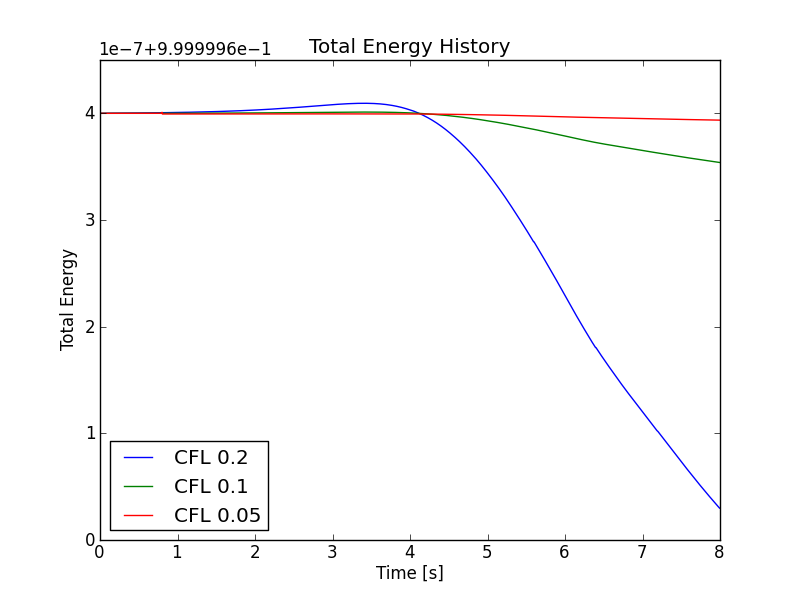 1e−7+9.999996e−1
Total Energy History
Total Energy
4
3
2
1
0
CFL 0.2
CFL 0.1
CFL 0.05
0 1 2 3 4 5 6 7 8
Time [s]